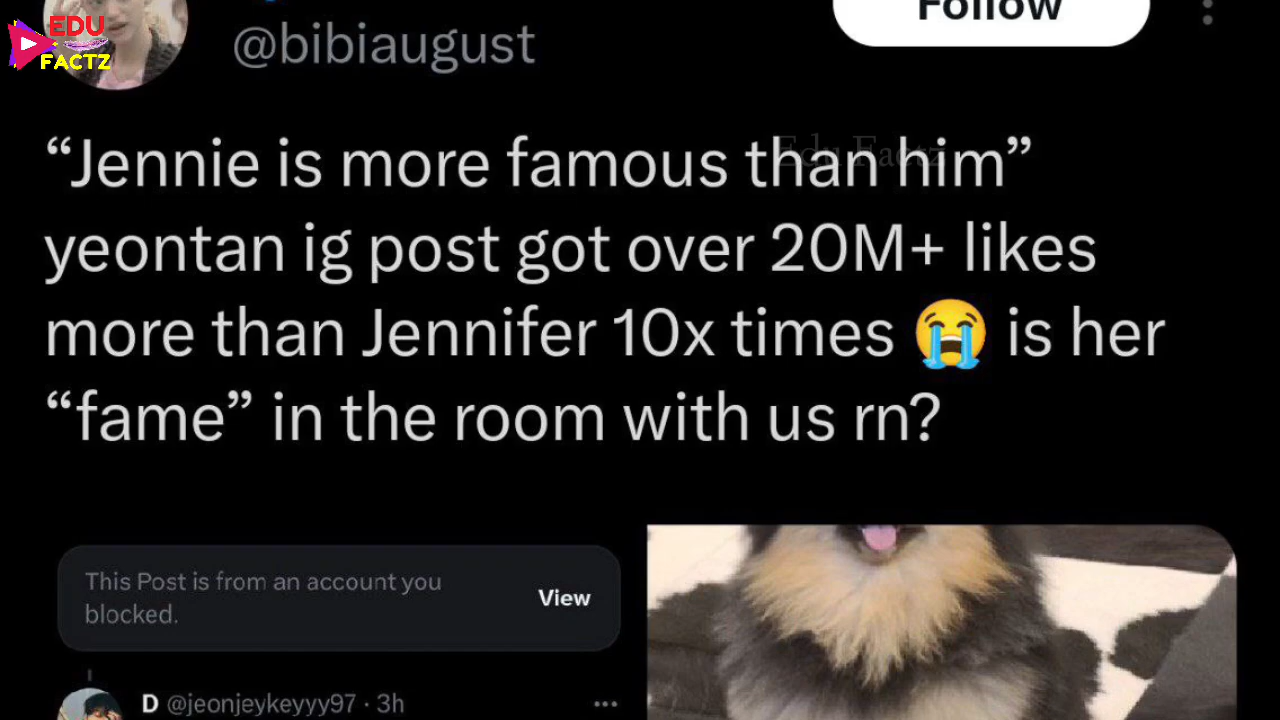 EDU
FACTZ
Follow
@bibiaugust
Edu Factz
“Jennie is more famous than him”
yeontan ig post got over 20M+ likes
more than Jennifer 10x times 😭 is her
“fame” in the room with us rn?
This Post is from an account you
blocked.
View
D @jeonjeykeyyy97 · 3h